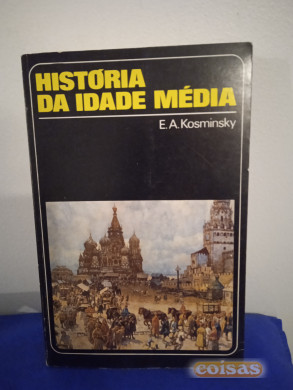 HISTÓRIA
DA IDADE MÉDIA
E. A. Kosminsky
coisas